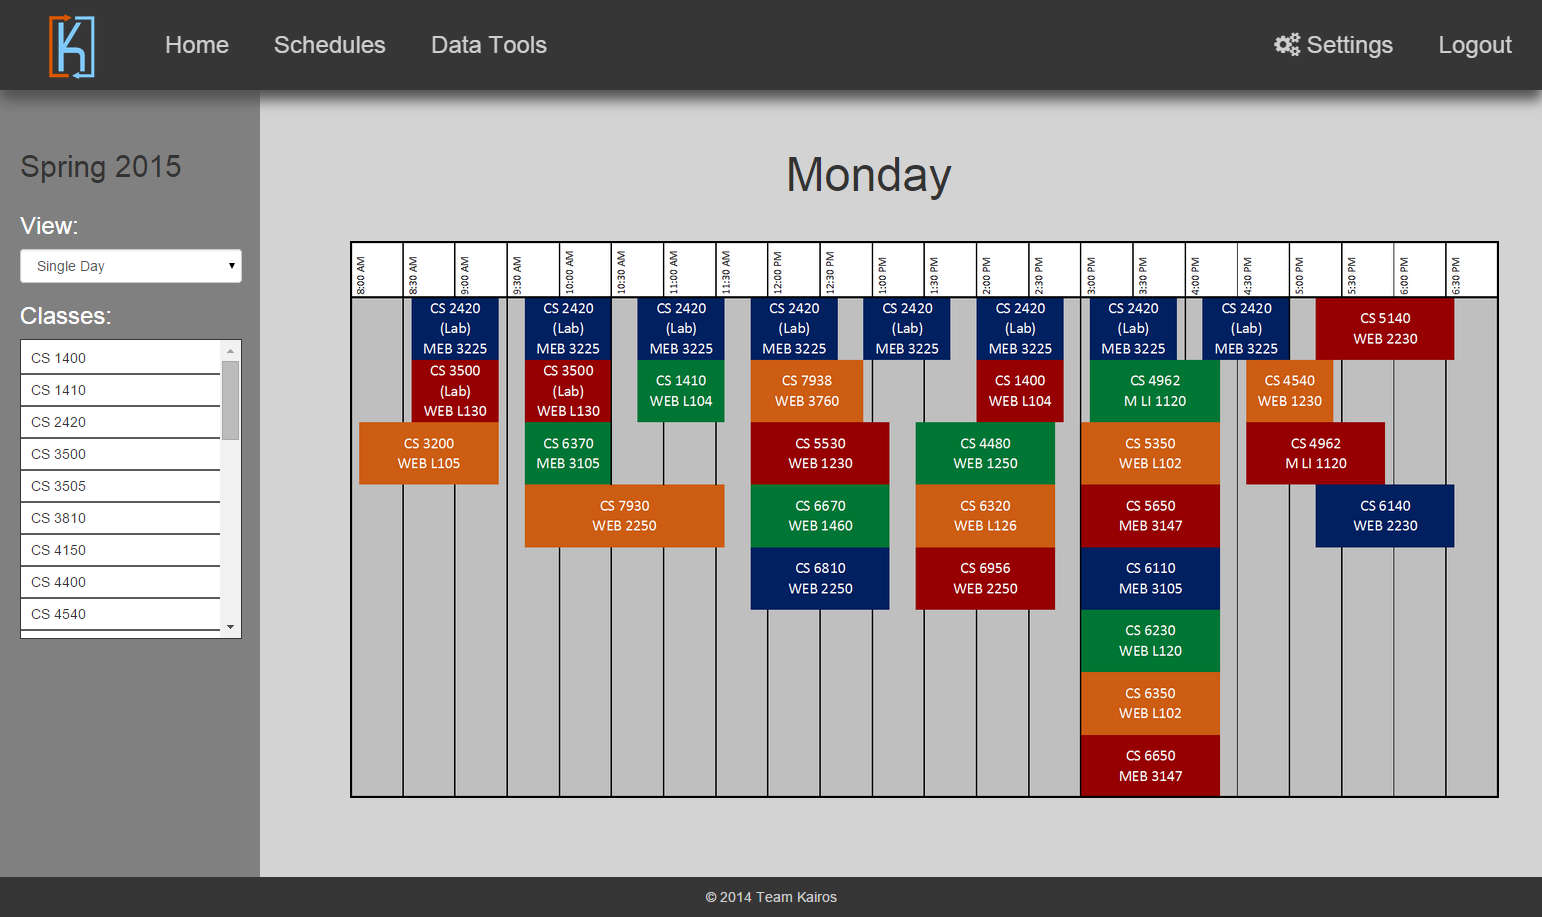 K
Home
Schedules
Data Tools
Settings
Logout
Spring 2015
View:
Single Day
Classes:
CS 1400
CS 1410
CS 2420
CS 3500
CS 3505
CS 3810
CS 4150
CS 4400
CS 4540
Monday
8:00 AM
8:30 AM
9:00 AM
9:30 AM
10:00 AM
10:30 AM
11:00 AM
11:30 AM
12:00 PM
12:30 PM
1:00 PM
1:30 PM
2:00 PM
2:30 PM
3:00 PM
3:30 PM
4:00 PM
4:30 PM
5:00 PM
5:30 PM
6:00 PM
6:30 PM
CS 2420
(Lab)
MEB 3225
CS 2420
(Lab)
MEB 3225
CS 2420
(Lab)
MEB 3225
CS 2420
(Lab)
MEB 3225
CS 2420
(Lab)
MEB 3225
CS 2420
(Lab)
MEB 3225
CS 2420
(Lab)
MEB 3225
CS 2420
(Lab)
MEB 3225
CS 5140
WEB 2230
CS 3500
(Lab)
WEB L130
CS 3500
(Lab)
WEB L130
CS 1410
WEB L104
CS 7938
WEB 3760
CS 1400
WEB L104
CS 4962
M LI 1120
CS 4540
WEB 1230
CS 3200
WEB L105
CS 6370
MEB 3105
CS 5530
WEB 1230
CS 4480
WEB 1250
CS 5350
WEB L102
CS 4962
M LI 1120
CS 7930
WEB 2250
CS 6670
WEB 1460
CS 6320
WEB L126
CS 5650
MEB 3147
CS 6140
WEB 2230
CS 6810
WEB 2250
CS 6956
WEB 2250
CS 6110
MEB 3105
CS 6230
WEB L120
CS 6350
WEB L102
CS 6650
MEB 3147
© 2014 Team Kairos